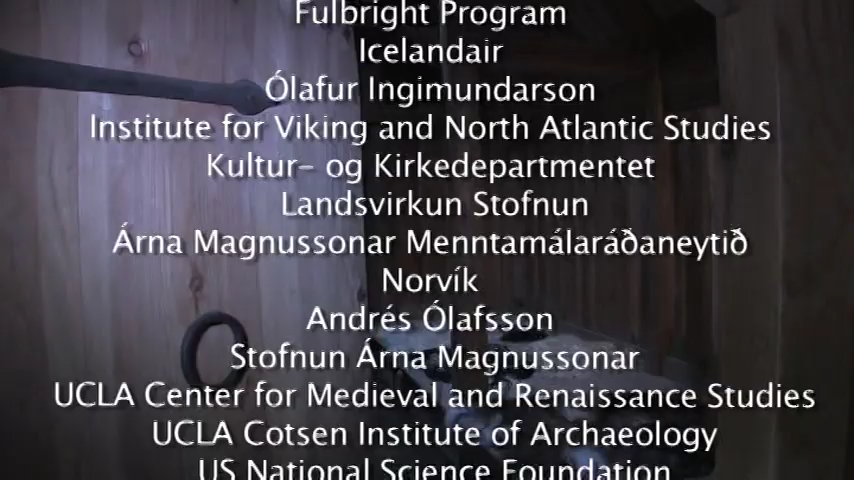 Fulbright Program
Icelandair
Ólafur Ingimundarson
Institute for Viking and North Atlantic Studies
Kultur- og Kirkedepartmentet
Landsvirkun Stofnun
Árna Magnussonar Menntamálaráðaneytið
Norvík
Andrés Ólafsson
Stofnun Árna Magnussonar
UCLA Center for Medieval and Renaissance Studies
UCLA Cotsen Institute of Archaeology
US National Science Foundation